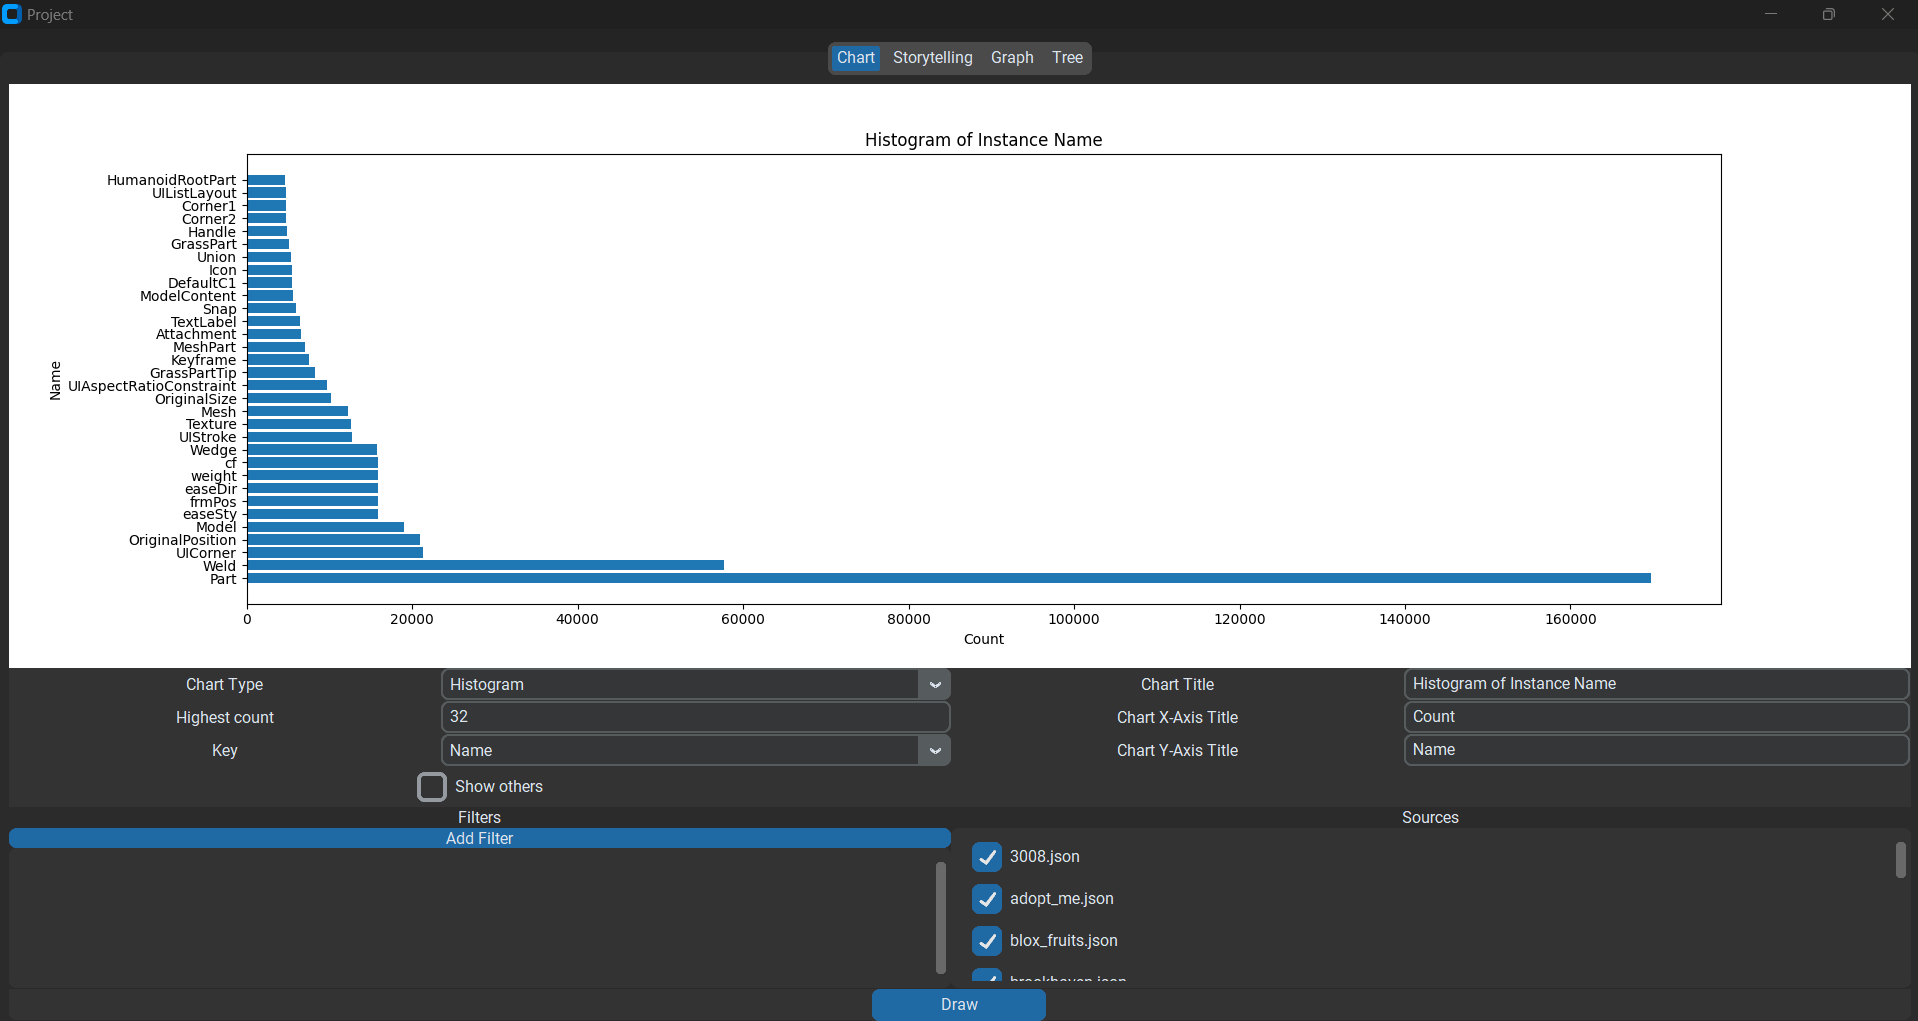 Project
Chart Storytelling Graph Tree
Histogram of Instance Name
HumanoidRootPart
UIListLayout
Corner1
Corner2
Handle
GrassPart
Union
Icon
DefaultC1
ModelContent
Snap
TextLabel
Attachment
MeshPart
Keyframe
GrassPartTip
UIAspectRatioConstraint
OriginalSize
Mesh
Texture
UIStroke
Wedge
cf
weight
easeDir
frmPos
easeSty
Model
OriginalPosition
UICorner
Weld
Part
Name
0 20000 40000 60000 80000 100000 120000 140000 160000
Count
Chart Type Histogram Chart Title Histogram of Instance Name
Highest count 32 Chart X-Axis Title Count
Key Name Chart Y-Axis Title Name
Show others
Filters Sources
Add Filter
3008.json
adopt_me.json
blox_fruits.json
Draw